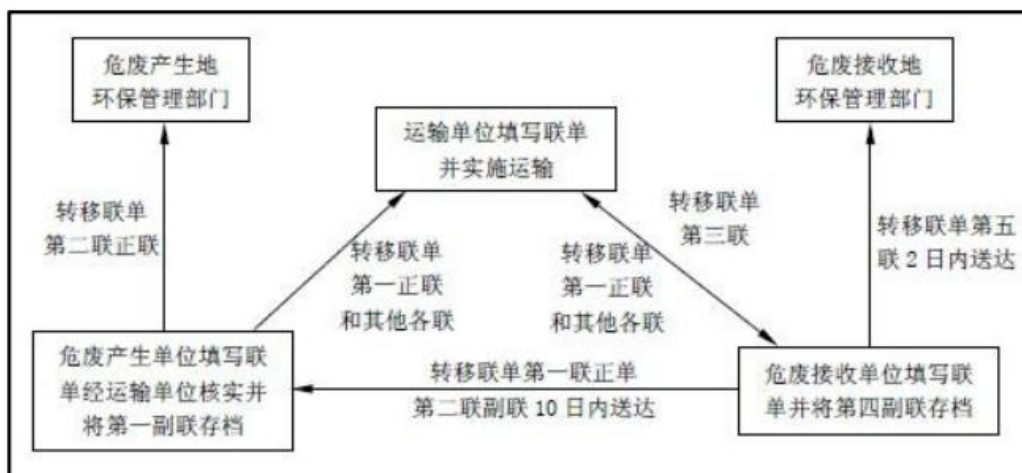 危废产生地
环保管理部门
危废接收地
环保管理部门
运输单位填写联单
并实施运输
转移联单
第二联正联
转移联单
第一正联
和其他各联
转移联单
第一正联
和其他各联
转移联单
第三联
转移联单第五
联2日内送达
危废产生单位填写联
单经运输单位核实并
将第一副联存档
转移联单第一联正单
第二联副联10日内送达
危废接收单位填写联
单并将第四副联存档